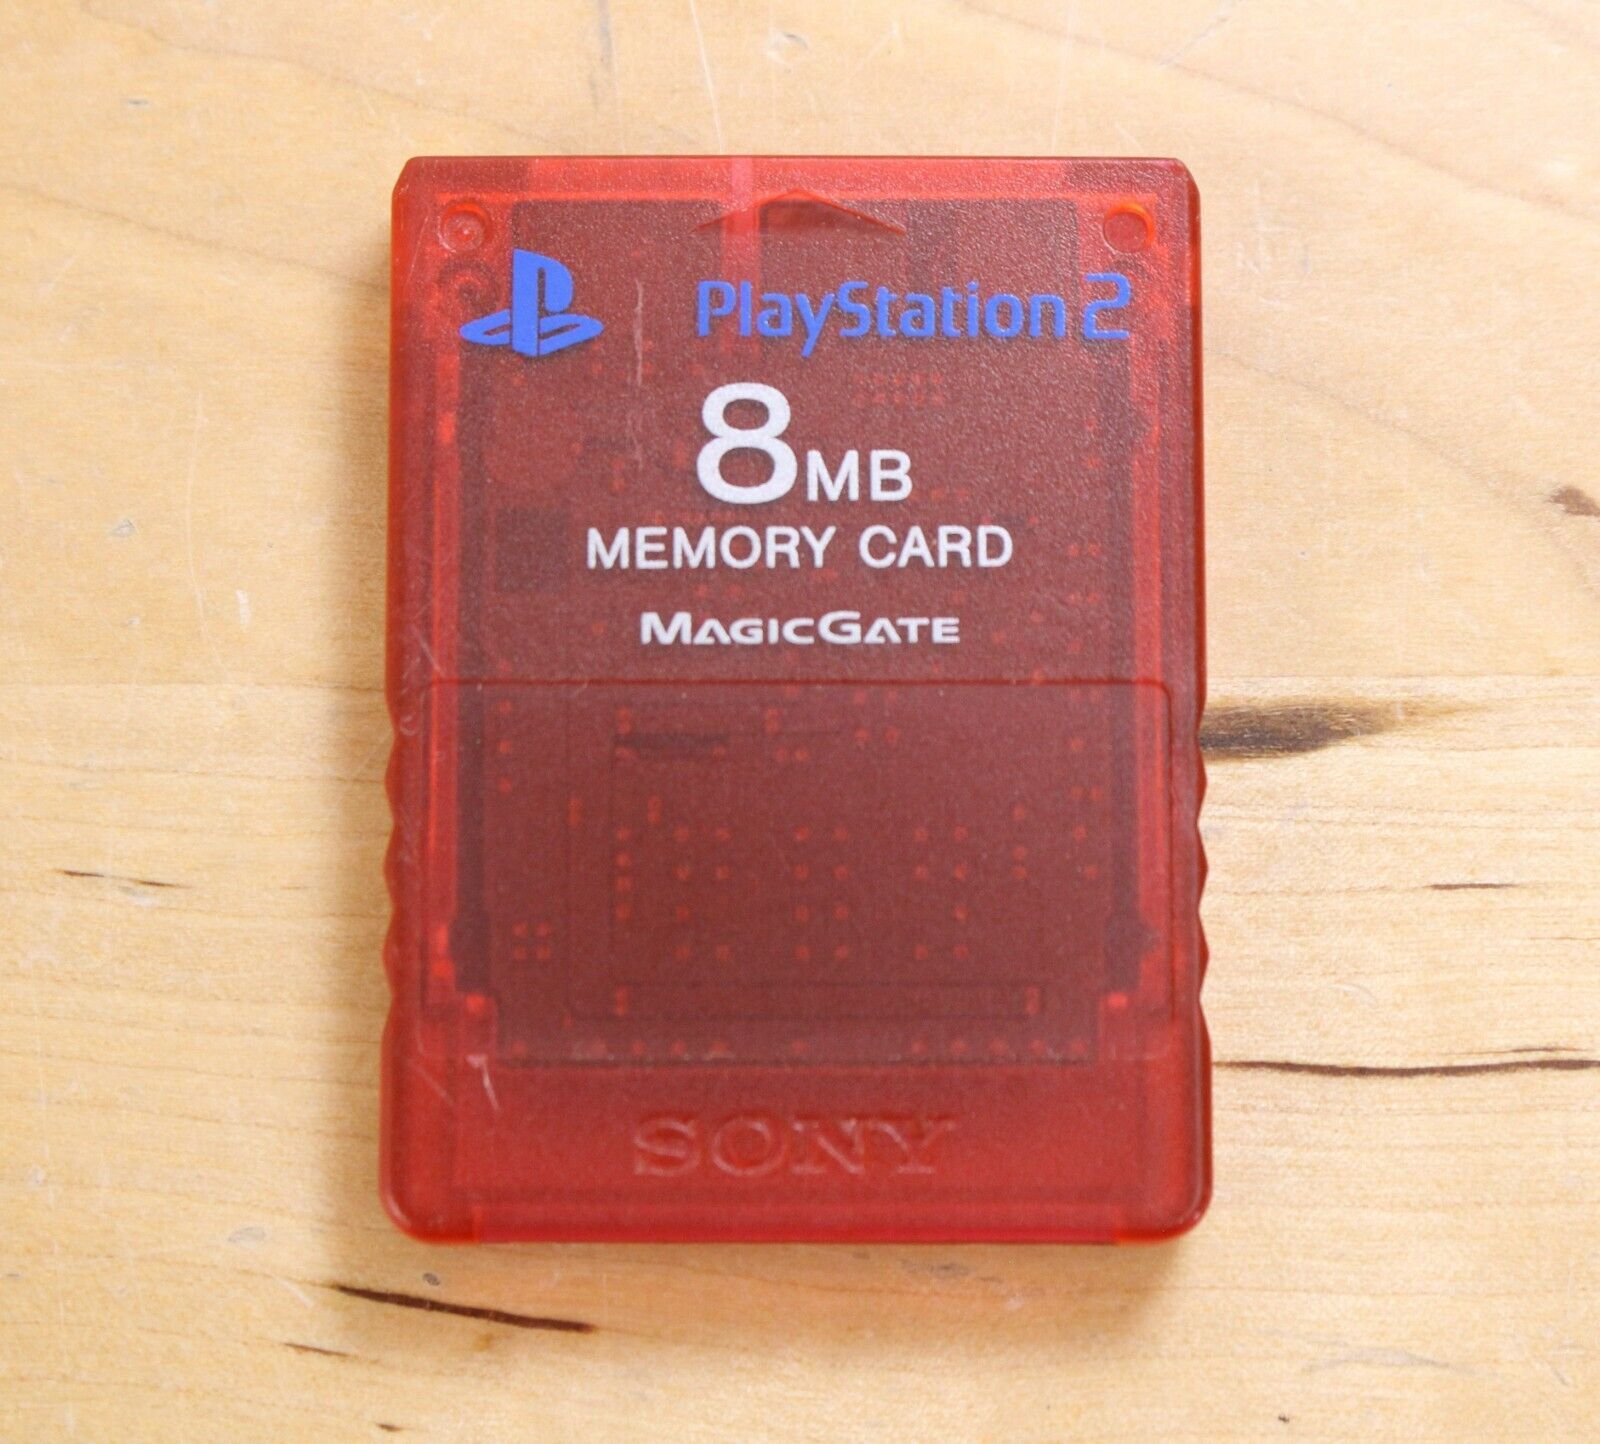 PlayStation 2
8MB
MEMORY CARD
MAGICGATE
SONY